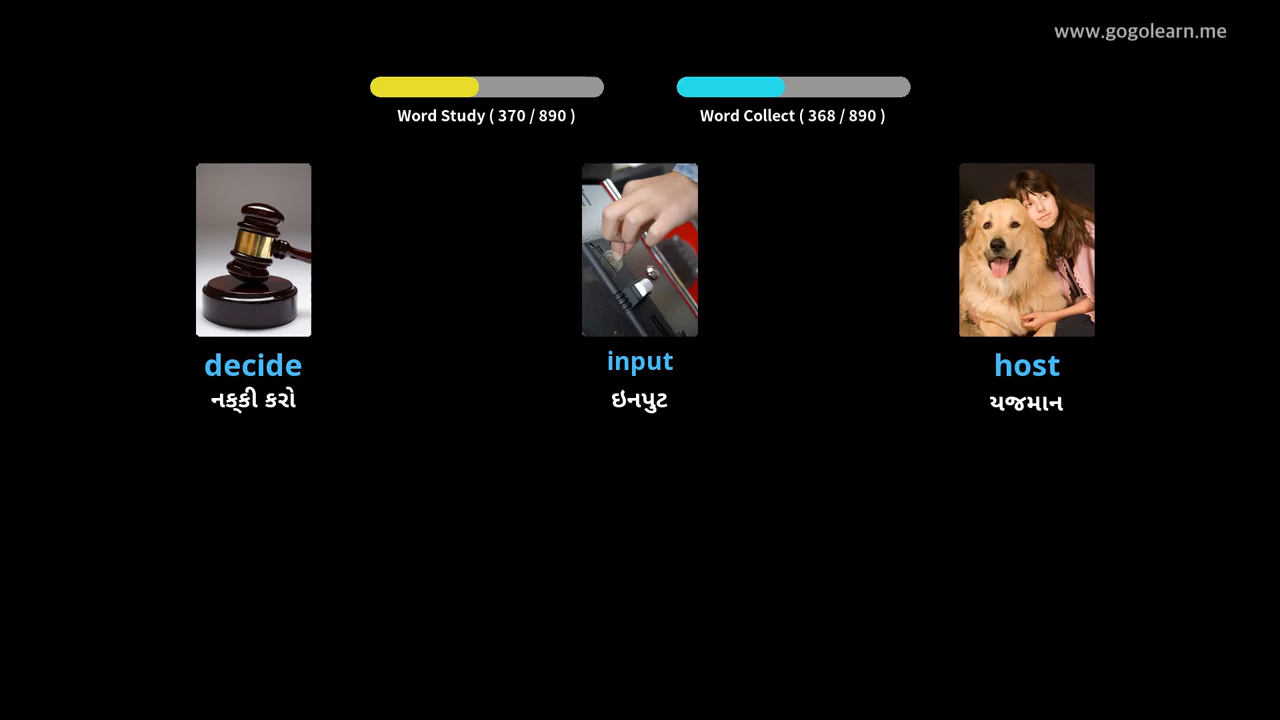 www.gogolearn.me
Word Study ( 370 / 890 )
Word Collect ( 368 / 890 )
decide
નક્કી કરો
input
ઇનપુટ
host
યજમાન